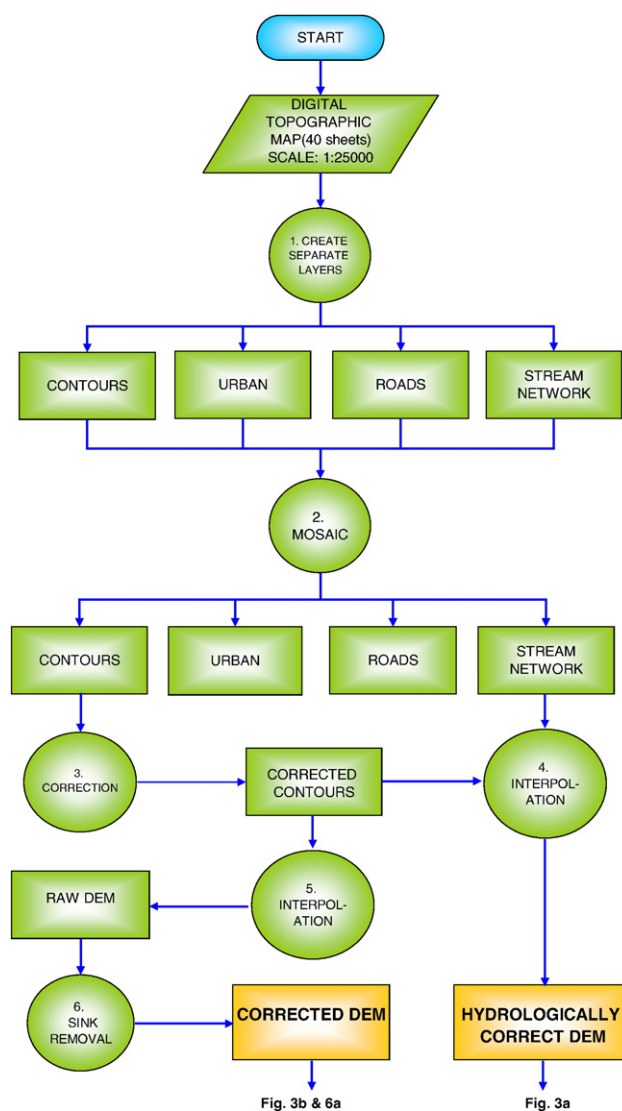 START
DIGITAL
TOPOGRAPHIC
MAP(40 sheets)
SCALE: 1:25000
1. CREATE
SEPARATE
LAYERS
CONTOURS
URBAN
ROADS
STREAM
NETWORK
2.
MOSAIC
CONTOURS
URBAN
ROADS
STREAM
NETWORK
3.
CORRECTION
CORRECTED
CONTOURS
4.
INTERPOL-
ATION
RAW DEM
5.
INTERPOL-
ATION
6.
SINK
REMOVAL
CORRECTED DEM
HYDROLOGICALLY
CORRECT DEM
Fig. 3b & 6a
Fig. 3a